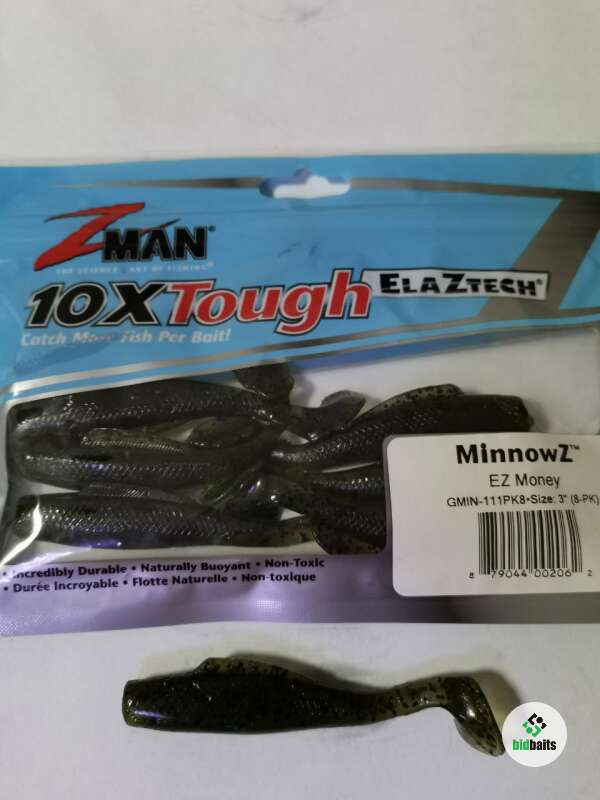 ZMAN®
THE SCIENCE + ART OF FISHING®
10X Tough ELAZTECH®
Catch More Fish Per Bait!
MinnowZ™
EZ Money
GMIN-111PK8•Size: 3" (8-PK)
8 79044 00206 2
• Incredibly Durable • Naturally Buoyant • Non-Toxic
• Durée Incroyable • Flotte Naturelle • Non-toxique
bidbaits